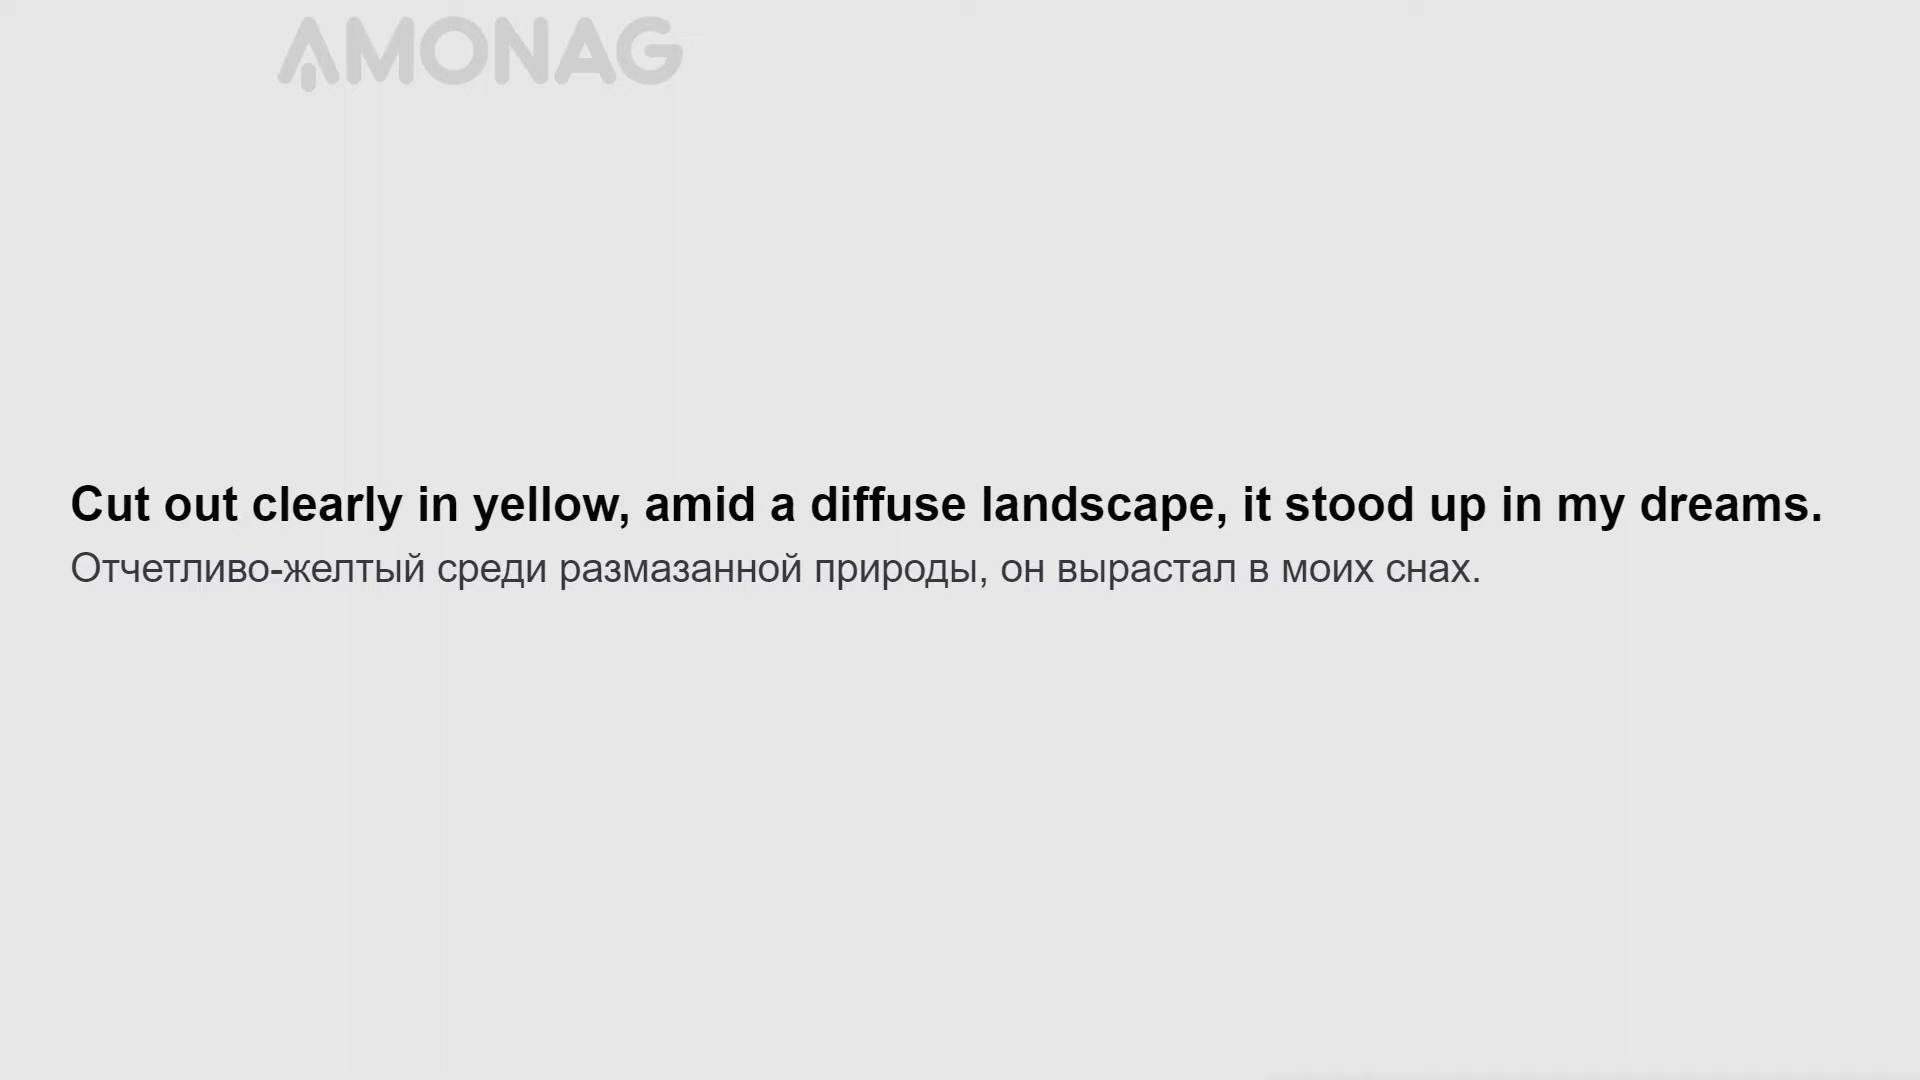 AMONAG
Cut out clearly in yellow, amid a diffuse landscape, it stood up in my dreams.
Отчетливо-желтый среди размазанной природы, он вырастал в моих снах.